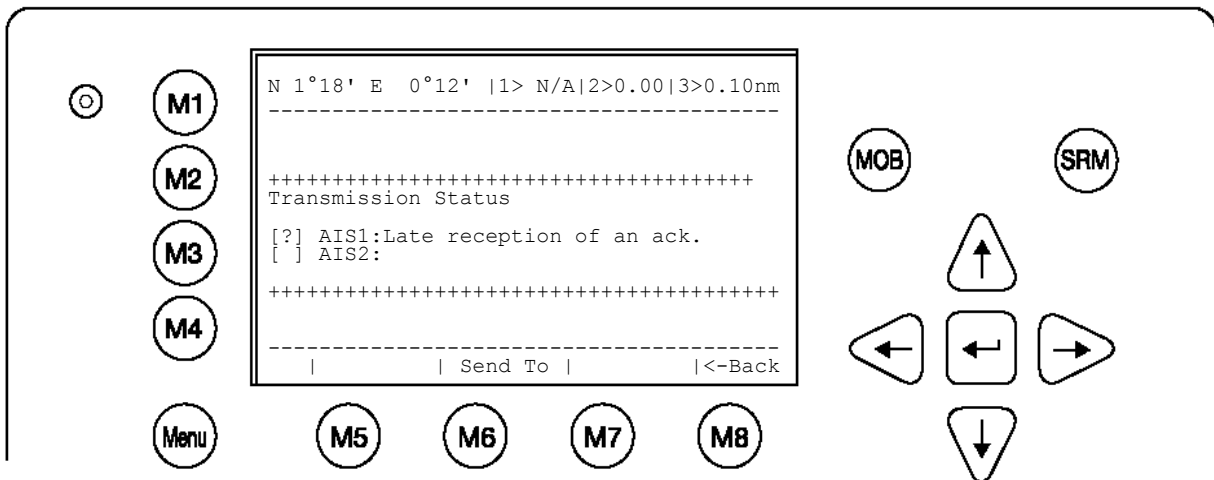 M1
N 1°18' E  0°12' |1> N/A|2>0.00|3>0.10nm
----------------------------------------
MOB
SRM
M2
++++++++++++++++++++++++++++++++++++++
Transmission Status
[?] AIS1:Late reception of an ack.
[ ] AIS2:
M3
++++++++++++++++++++++++++++++++++++++++
M4
----------------------------------------
|         | Send To |         |<-Back
Menu
M5
M6
M7
M8